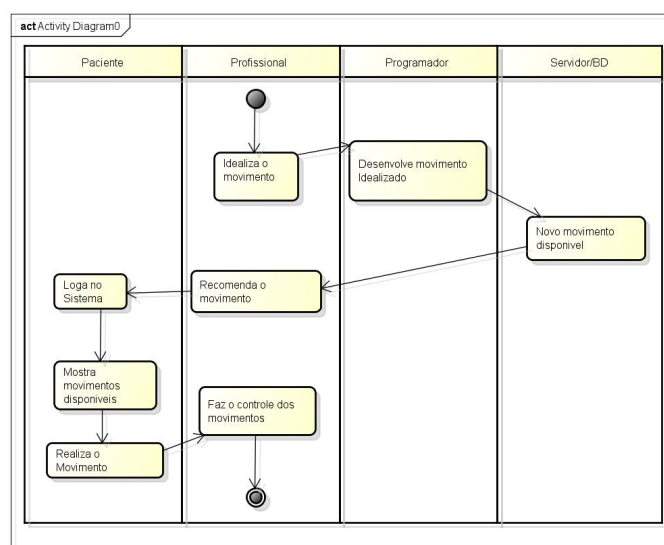 act Activity Diagram0
Paciente
Profissional
Programador
Servidor/BD
Idealiza o
movimento
Desenvolve movimento
Idealizado
Novo movimento
disponivel
Recomenda o
movimento
Loga no
Sistema
Mostra
movimentos
disponiveis
Realiza o
Movimento
Faz o controle dos
movimentos